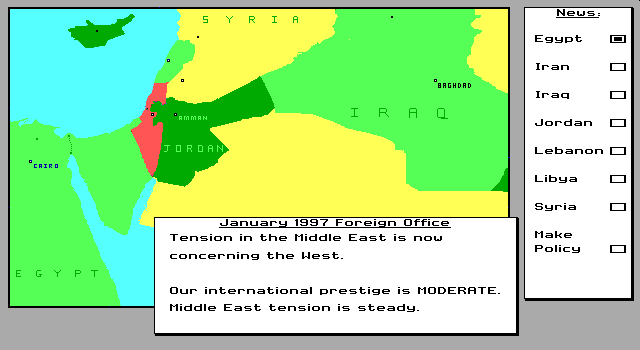 S Y R I A
BAGHDAD
I R A Q
AMMAN
JORDAN
CAIRO
E G Y P T
January 1997 Foreign Office
Tension in the Middle East is now
concerning the West.
Our international prestige is MODERATE.
Middle East tension is steady.
News:
Egypt
Iran
Iraq
Jordan
Lebanon
Libya
Syria
Make
Policy